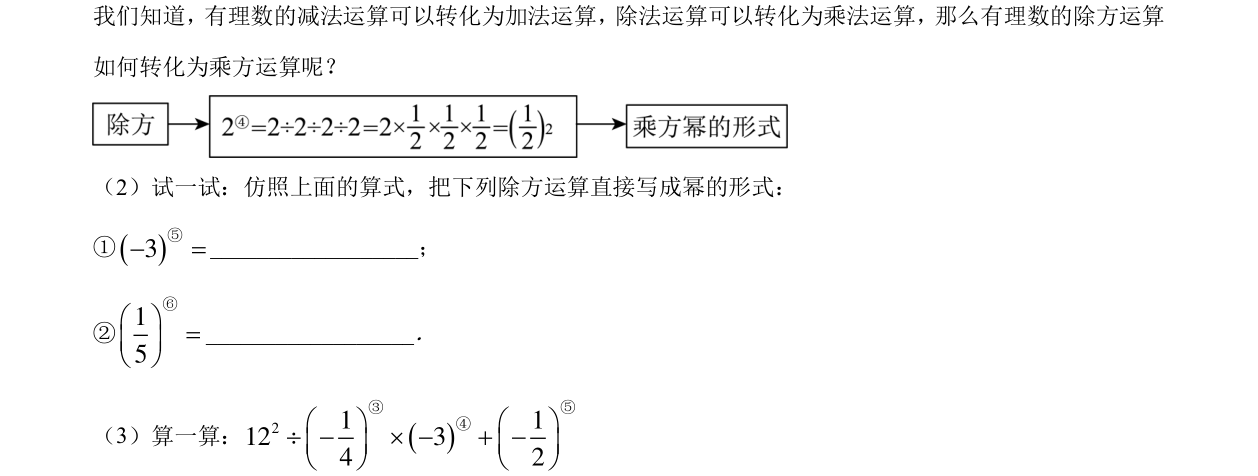 我们知道，有理数的减法运算可以转化为加法运算，除法运算可以转化为乘法运算，那么有理数的除方运算
如何转化为乘方运算呢？
除方 2^④=2÷2÷2÷2=2×1/2×1/2×1/2=(1/2)² 乘方幂的形式
（2）试一试：仿照上面的算式，把下列除方运算直接写成幂的形式：
①(−3)^⑤ = ________________；
②(1/5)^⑥ = ________________．
（3）算一算：12² ÷ (−1/4)^③ × (−3)^④ + (−1/2)^⑤